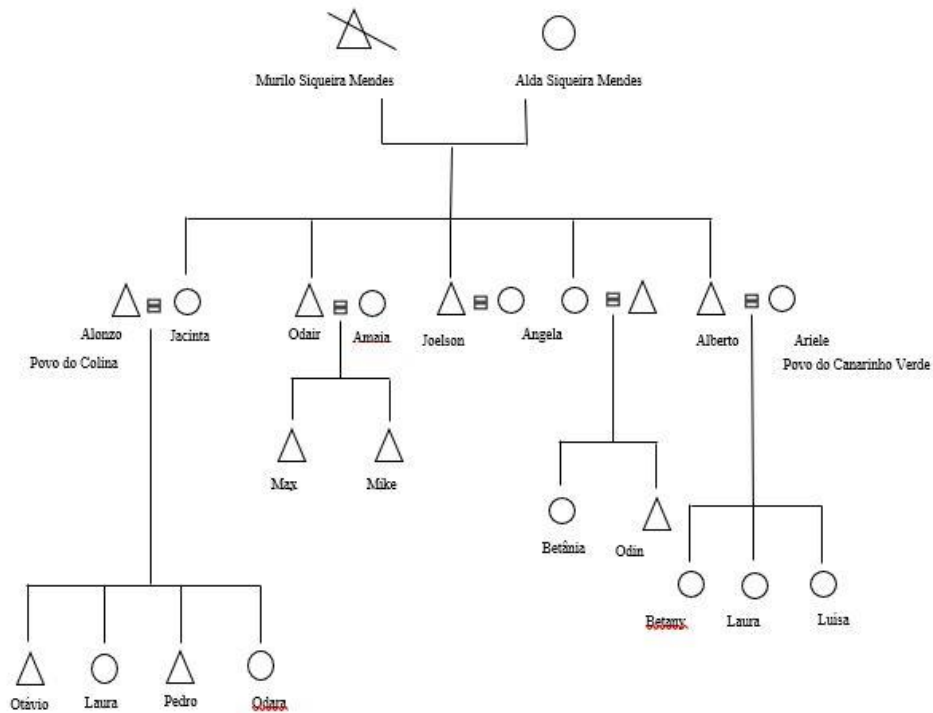 Murilo Siqueira Mendes
Alda Siqueira Mendes
Alonzo
Jacinta
Odair
Amaia
Joelson
Angela
Alberto
Ariele
Povo do Colina
Povo do Canarinho Verde
Max
Mike
Betânia
Odin
Betany
Laura
Luisa
Otávio
Laura
Pedro
Odara